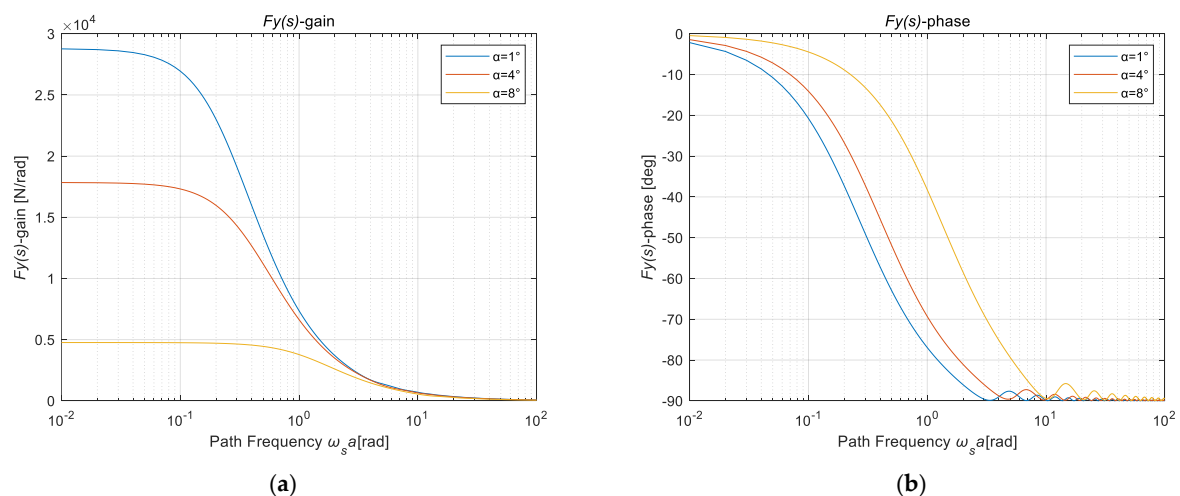 Fy(s)-gain
×10⁴
3
2.5
2
1.5
1
0.5
0
Fy(s)-gain [N/rad]
α=1°
α=4°
α=8°
10⁻² 10⁻¹ 10⁰ 10¹ 10²
Path Frequency ωₛa[rad]
(a)
Fy(s)-phase
0
-10
-20
-30
-40
-50
-60
-70
-80
-90
Fy(s)-phase [deg]
α=1°
α=4°
α=8°
10⁻² 10⁻¹ 10⁰ 10¹ 10²
Path Frequency ωₛa[rad]
(b)